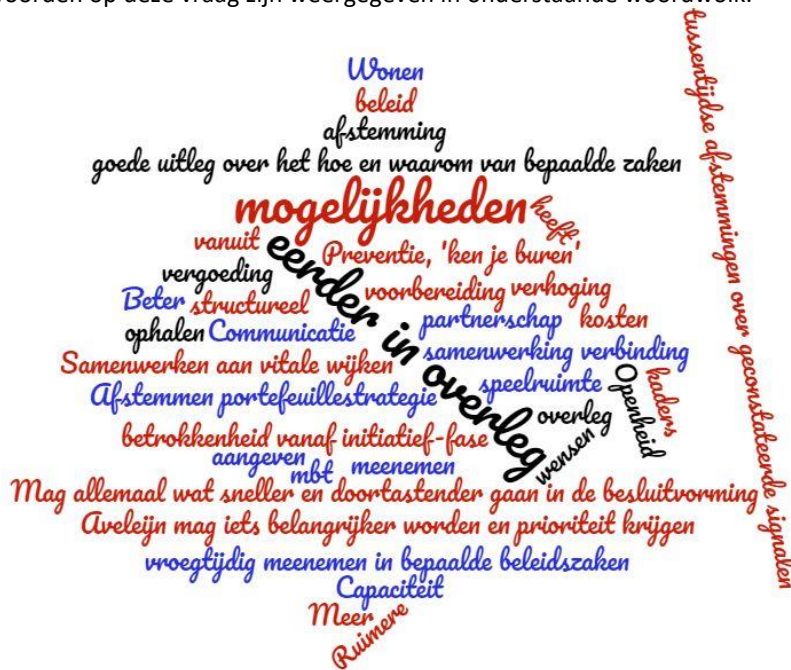 op deze vraag zijn weergegeven in onderstaande woordwolk.
tussentijdse afstemmingen over geconstateerde signalen
Wonen
beleid
afstemming
goede uitleg over het hoe en waarom van bepaalde zaken
mogelijkheden
heeft
vanuit
eerder in overleg
Preventie, 'ken je buren'
vergoeding
Beter
structureel
voorbereiding
verhoging
ophalen
Communicatie
partnerschap
kosten
Samenwerken aan vitale wijken
samenwerking
verbinding
Afstemmen portefeuillestrategie
speelruimte
Openheid
kaders
overleg
betrokkenheid vanaf initiatief-fase
wensen
aangeven
mbt
meenemen
Mag allemaal wat sneller en doortastender gaan in de besluitvorming
Aveleijn mag iets belangrijker worden en prioriteit krijgen
vroegtijdig meenemen in bepaalde beleidszaken
Capaciteit
Meer
Ruimere